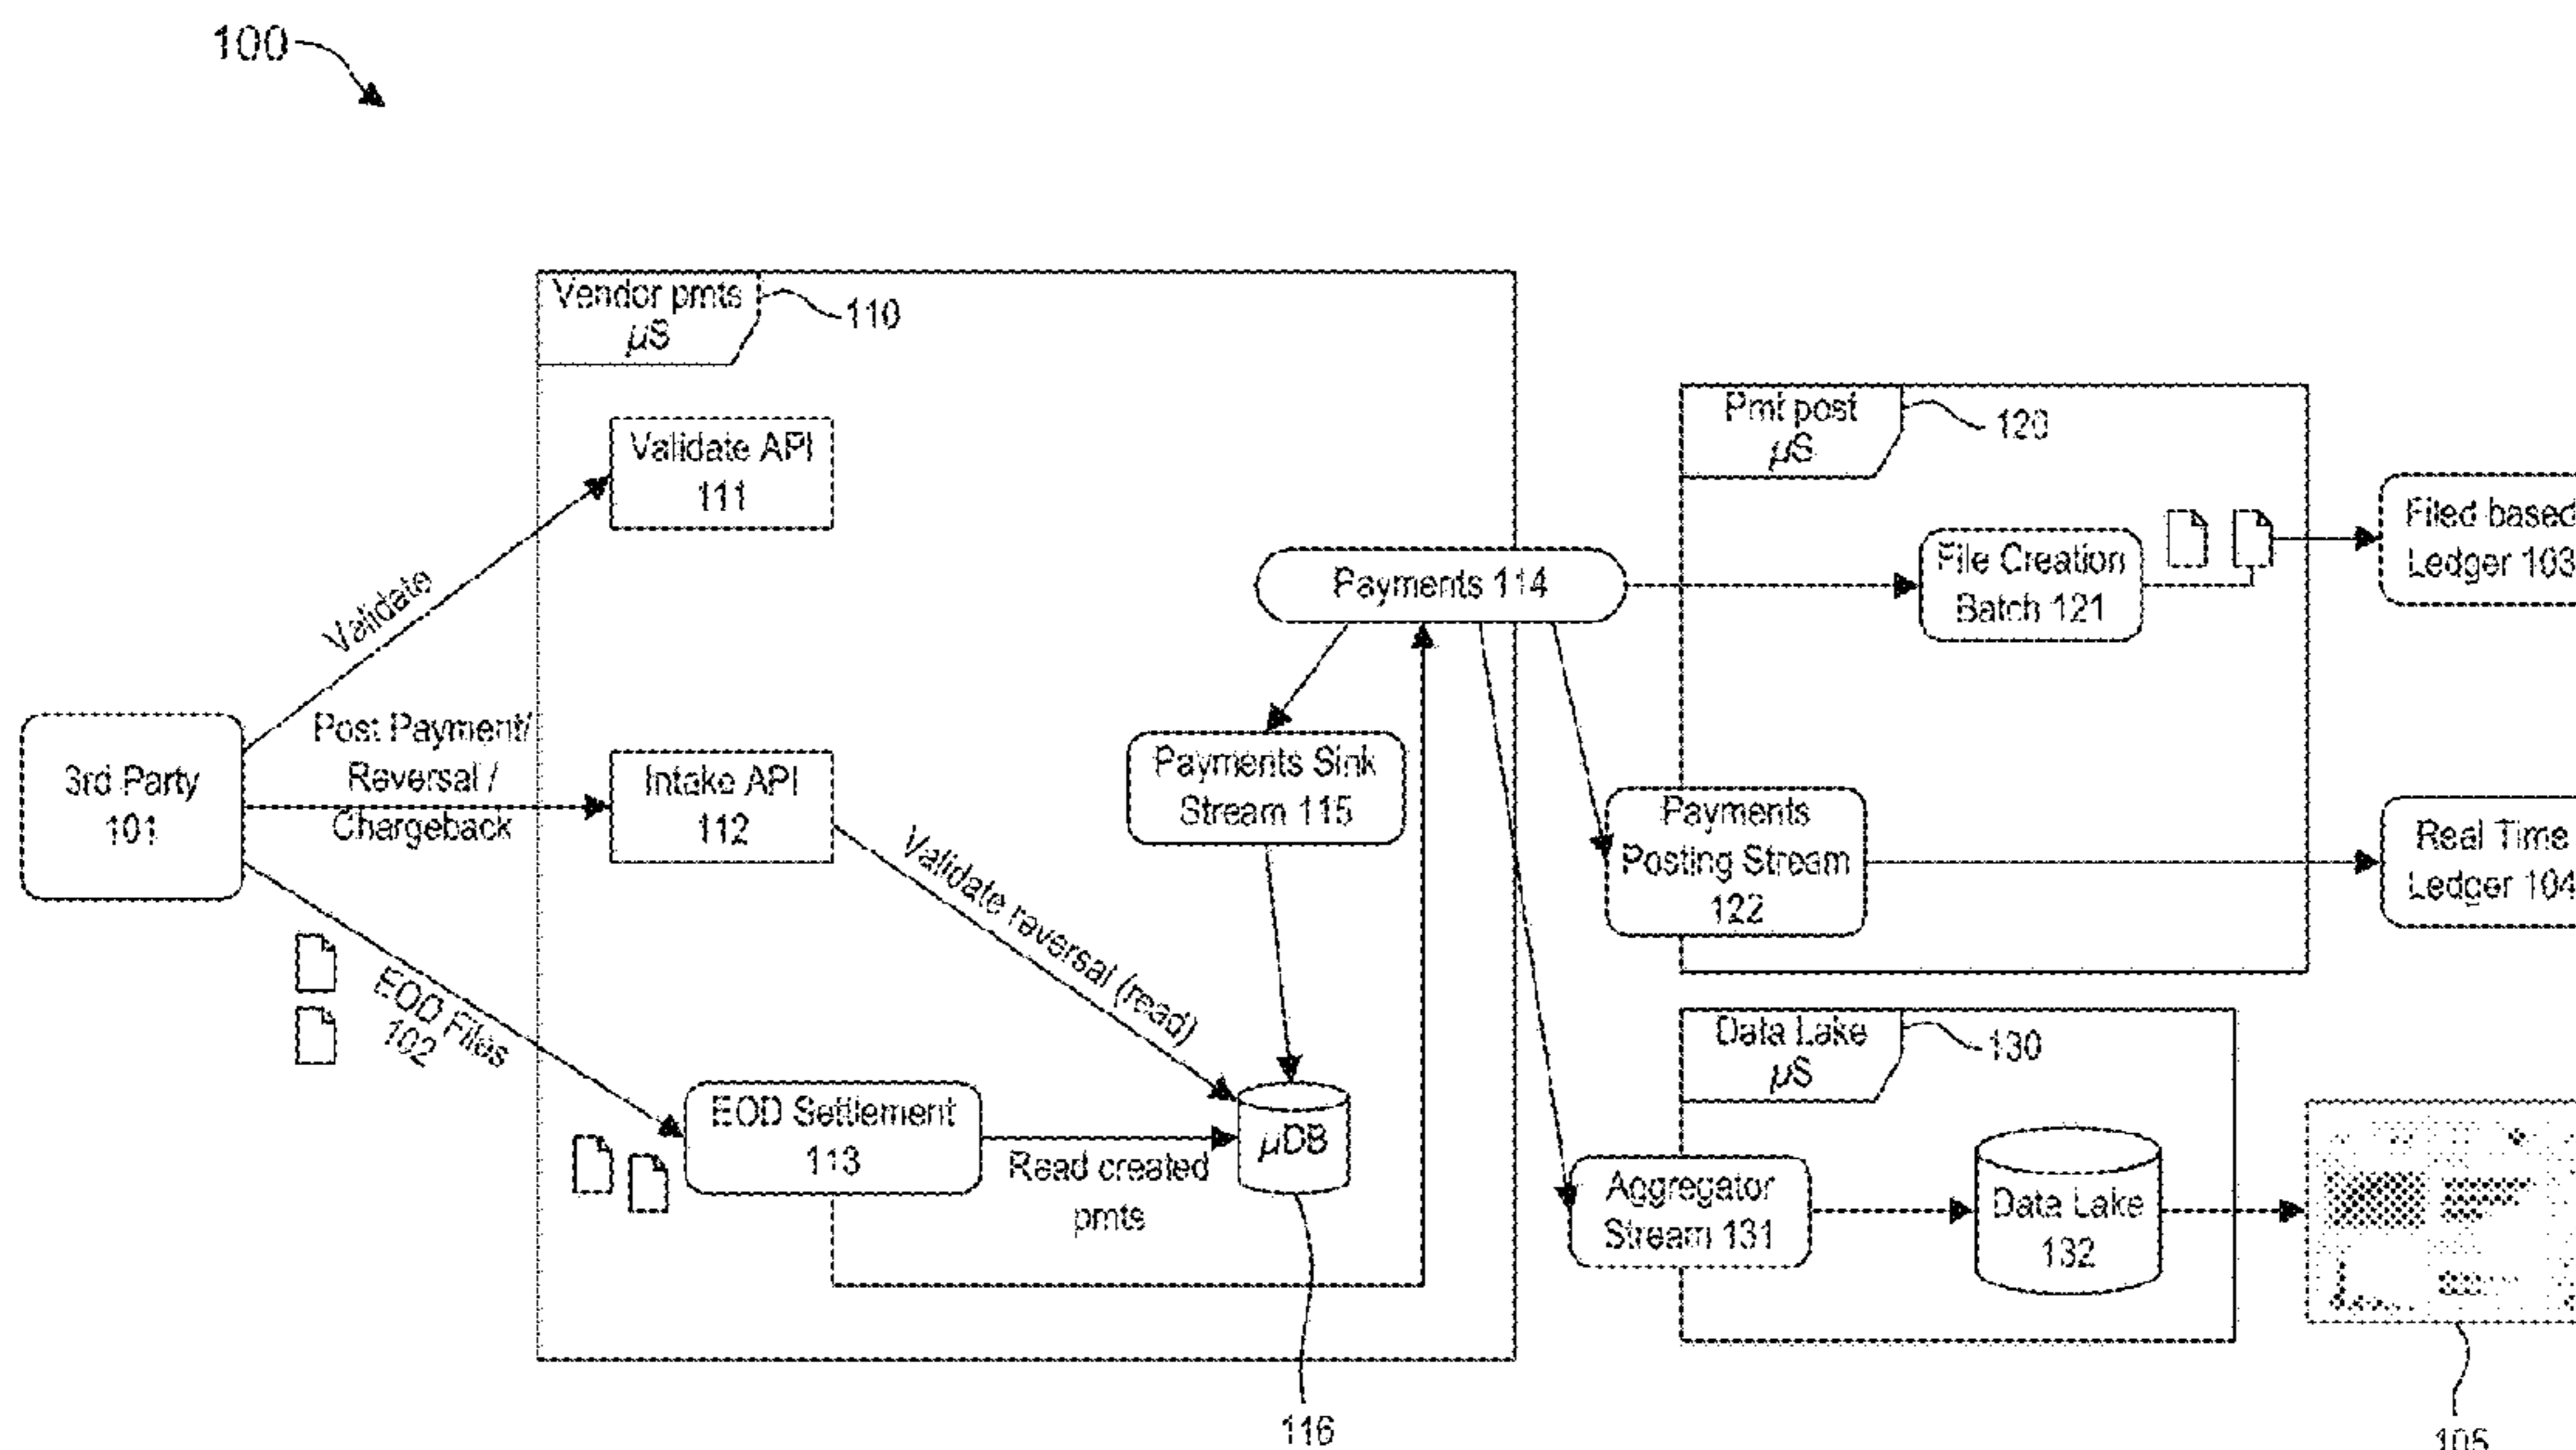 100
Vendor pmts
μS
110
Validate API
111
Validate
3rd Party
101
Post Payment/
Reversal /
Chargeback
Intake API
112
EOD Files
102
EOD Settlement
113
Validate reversal (read)
Read created
pmts
μDB
116
Payments 114
Payments Sink
Stream 115
Pmt post
μS
120
File Creation
Batch 121
Filed based
Ledger 103
Payments
Posting Stream
122
Real Time
Ledger 104
Data Lake
μS
130
Aggregator
Stream 131
Data Lake
132
105